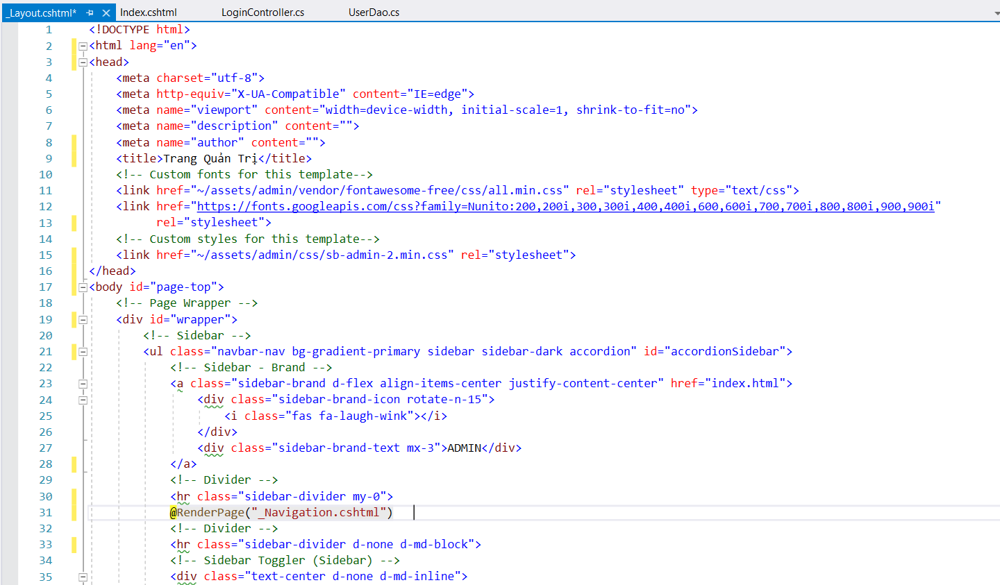 _Layout.cshtml* Index.cshtml LoginController.cs UserDao.cs
1 <!DOCTYPE html>
2 <html lang="en">
3 <head>
4 <meta charset="utf-8">
5 <meta http-equiv="X-UA-Compatible" content="IE=edge">
6 <meta name="viewport" content="width=device-width, initial-scale=1, shrink-to-fit=no">
7 <meta name="description" content="">
8 <meta name="author" content="">
9 <title>Trang Quản Trị</title>
10 <!-- Custom fonts for this template-->
11 <link href="~/assets/admin/vendor/fontawesome-free/css/all.min.css" rel="stylesheet" type="text/css">
12 <link href="https://fonts.googleapis.com/css?family=Nunito:200,200i,300,300i,400,400i,600,600i,700,700i,800,800i,900,900i"
13 rel="stylesheet">
14 <!-- Custom styles for this template-->
15 <link href="~/assets/admin/css/sb-admin-2.min.css" rel="stylesheet">
16 </head>
17 <body id="page-top">
18 <!-- Page Wrapper -->
19 <div id="wrapper">
20 <!-- Sidebar -->
21 <ul class="navbar-nav bg-gradient-primary sidebar sidebar-dark accordion" id="accordionSidebar">
22 <!-- Sidebar - Brand -->
23 <a class="sidebar-brand d-flex align-items-center justify-content-center" href="index.html">
24 <div class="sidebar-brand-icon rotate-n-15">
25 <i class="fas fa-laugh-wink"></i>
26 </div>
27 <div class="sidebar-brand-text mx-3">ADMIN</div>
28 </a>
29 <!-- Divider -->
30 <hr class="sidebar-divider my-0">
31 @RenderPage("_Navigation.cshtml")
32 <!-- Divider -->
33 <hr class="sidebar-divider d-none d-md-block">
34 <!-- Sidebar Toggler (Sidebar) -->
35 <div class="text-center d-none d-md-inline">